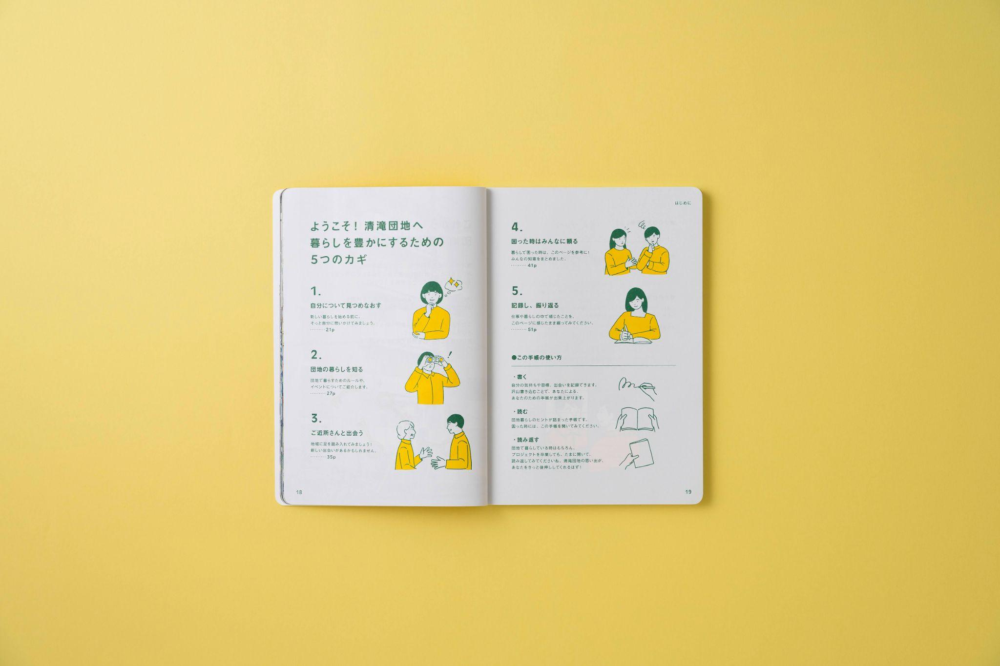 ようこそ！清滝団地へ
暮らしを豊かにするための
5つのカギ
1.
自分について見つめなおす
新しい暮らしを始める前に、
そっと自分に問いかけてみましょう。
·········21p
2.
団地の暮らしを知る
団地で暮らすためのルールや、
イベントについてご紹介します。
·········27p
3.
ご近所さんと出会う
地域に足を踏み入れてみましょう！
新しい出会いがあるかもしれません。
·········35p
18
はじめに
4.
困った時はみんなに頼る
暮らしで困った時は、このページを参考に！
みんなの知恵をまとめました。
·········41p
5.
記録し、振り返る
仕事や暮らしの中で感じたことを、
このページに感じたまま綴ってみてください。
·········51p
●この手帳の使い方
・書く
自分の気持ちや目標、出会いを記録できます。
沢山書き込むことで、あなたによる、
あなたのための手帳が出来上がります。
・読む
団地暮らしのヒントが詰まった手帳です。
困った時には、この手帳を開いてみてください。
・読み返す
団地で暮らしている時はもちろん、
プロジェクトを卒業しても、たまに開いて、
読み返してみてくださいね。清滝団地の思い出が、
あなたをきっと後押ししてくれるはず！
19